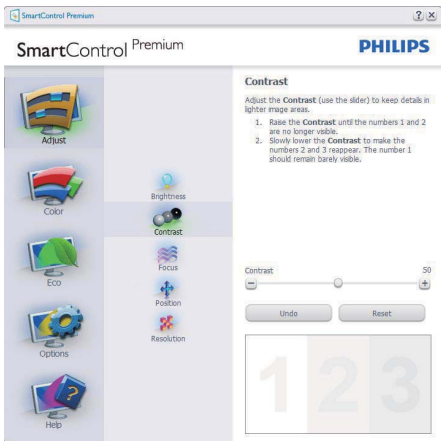 SmartControl Premium
SmartControl Premium
PHILIPS
Adjust
Color
Eco
Options
Help
Brightness
Contrast
Focus
Position
Resolution
Contrast
Adjust the Contrast (use the slider) to keep details in
lighter image areas.
1. Raise the Contrast until the numbers 1 and 2
are no longer visible.
2. Slowly lower the Contrast to make the
numbers 2 and 3 reappear. The number 1
should remain barely visible.
Contrast 50
Undo Reset
1 2 3